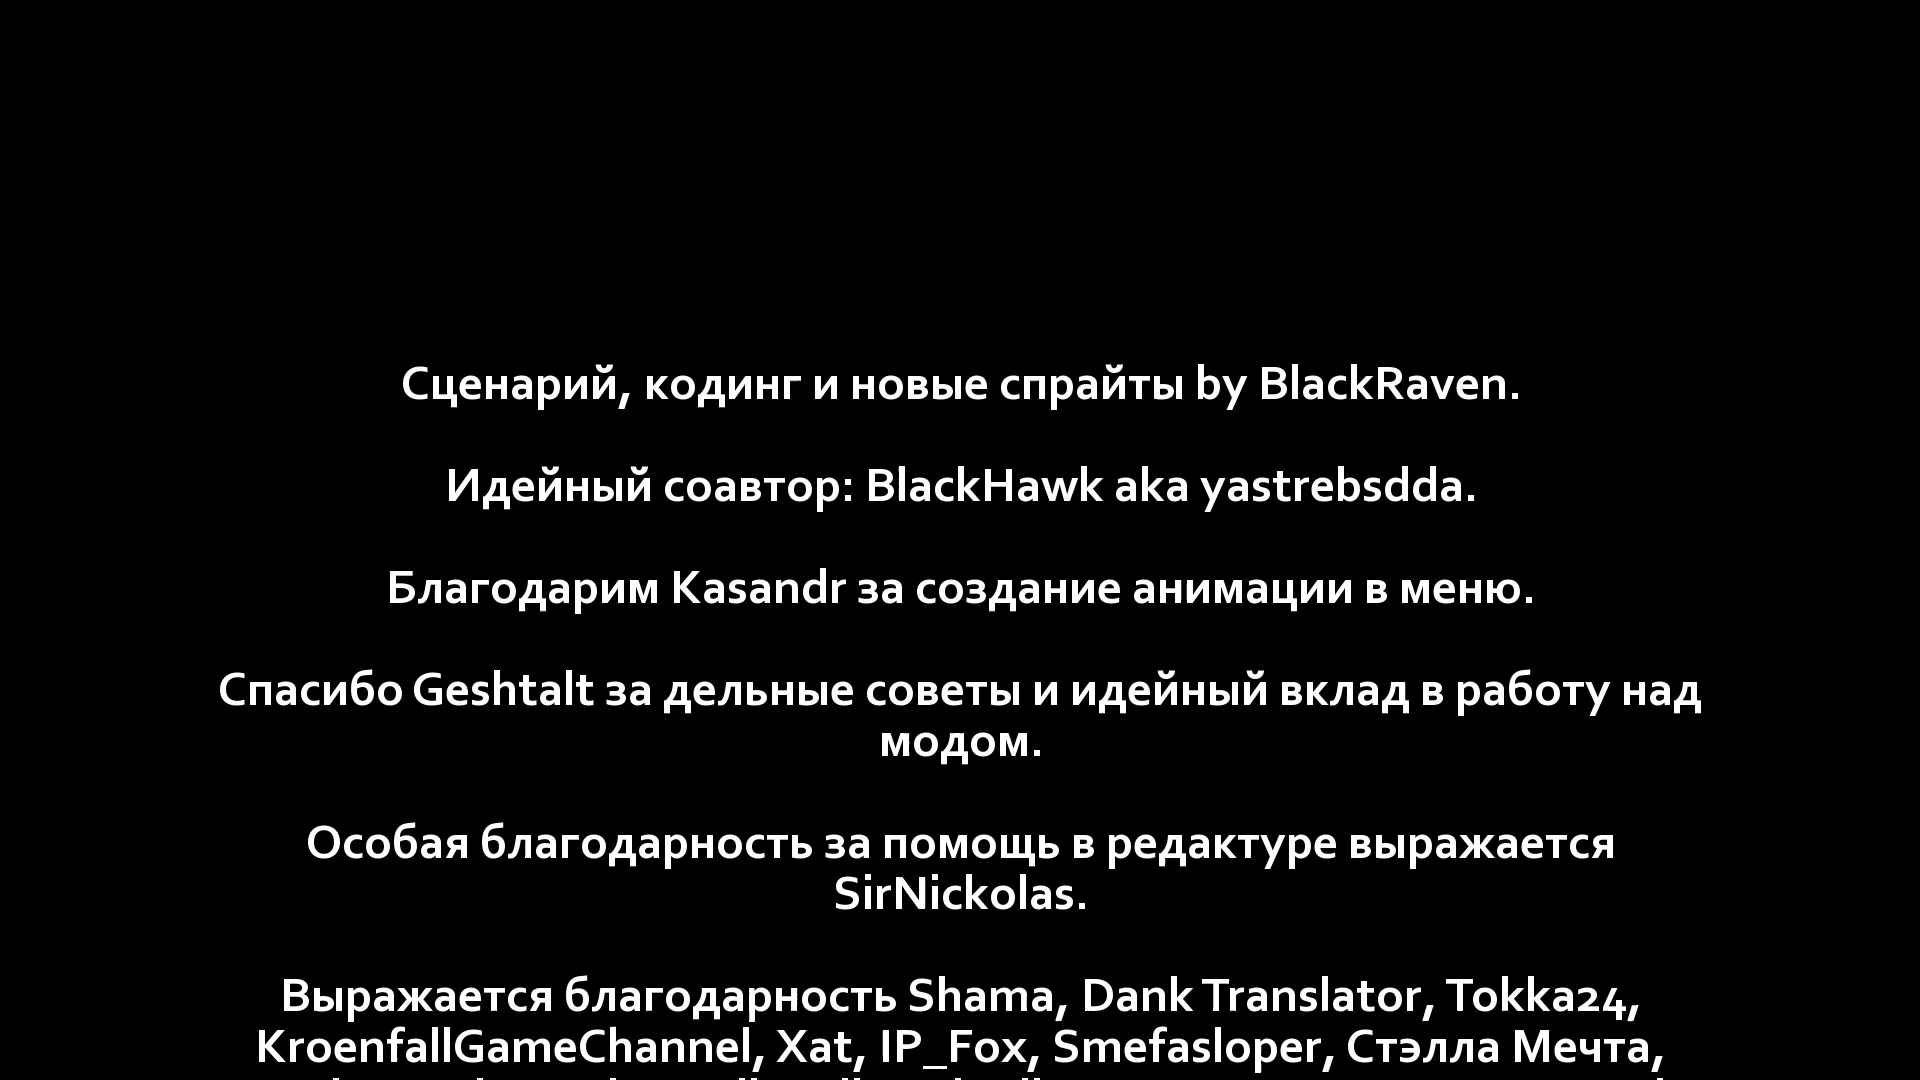 Сценарий, кодинг и новые спрайты by BlackRaven.
Идейный соавтор: BlackHawk aka yastrebsdda.
Благодарим Kasandr за создание анимации в меню.
Спасибо Geshtalt за дельные советы и идейный вклад в работу над
модом.
Особая благодарность за помощь в редактуре выражается
SirNickolas.
Выражается благодарность Shama, Dank Translator, Tokka24,
KroenfallGameChannel, Xat, IP_Fox, Smefasloper, Стэлла Мечта,